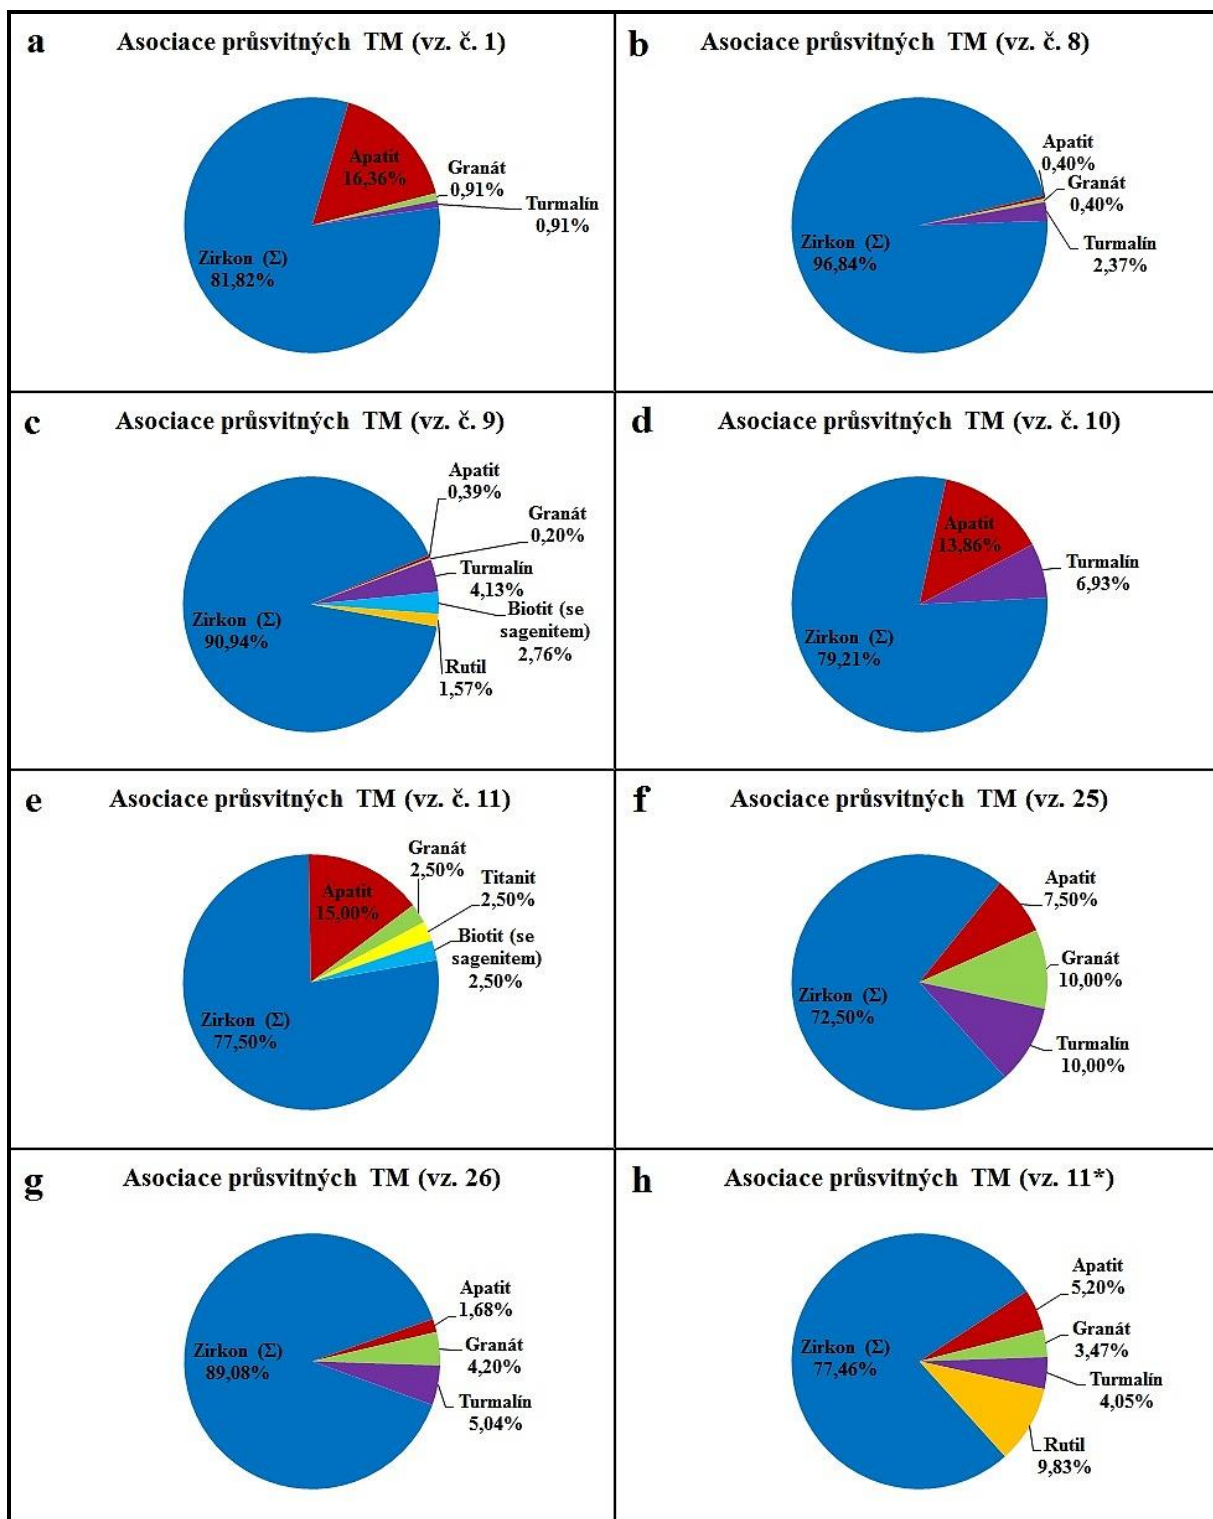 a
Asociace průsvitných TM (vz. č. 1)
Apatit
16,36%
Granát
0,91%
Turmalín
0,91%
Zirkon (Σ)
81,82%
b
Asociace průsvitných TM (vz. č. 8)
Apatit
0,40%
Granát
0,40%
Turmalín
2,37%
Zirkon (Σ)
96,84%
c
Asociace průsvitných TM (vz. č. 9)
Apatit
0,39%
Granát
0,20%
Turmalín
4,13%
Biotit (se
sagenitem)
2,76%
Rutil
1,57%
Zirkon (Σ)
90,94%
d
Asociace průsvitných TM (vz. č. 10)
Apatit
13,86%
Turmalín
6,93%
Zirkon (Σ)
79,21%
e
Asociace průsvitných TM (vz. č. 11)
Apatit
15,00%
Granát
2,50%
Titanit
2,50%
Biotit (se
sagenitem)
2,50%
Zirkon (Σ)
77,50%
f
Asociace průsvitných TM (vz. 25)
Apatit
7,50%
Granát
10,00%
Turmalín
10,00%
Zirkon (Σ)
72,50%
g
Asociace průsvitných TM (vz. 26)
Apatit
1,68%
Granát
4,20%
Turmalín
5,04%
Zirkon (Σ)
89,08%
h
Asociace průsvitných TM (vz. 11*)
Apatit
5,20%
Granát
3,47%
Turmalín
4,05%
Rutil
9,83%
Zirkon (Σ)
77,46%